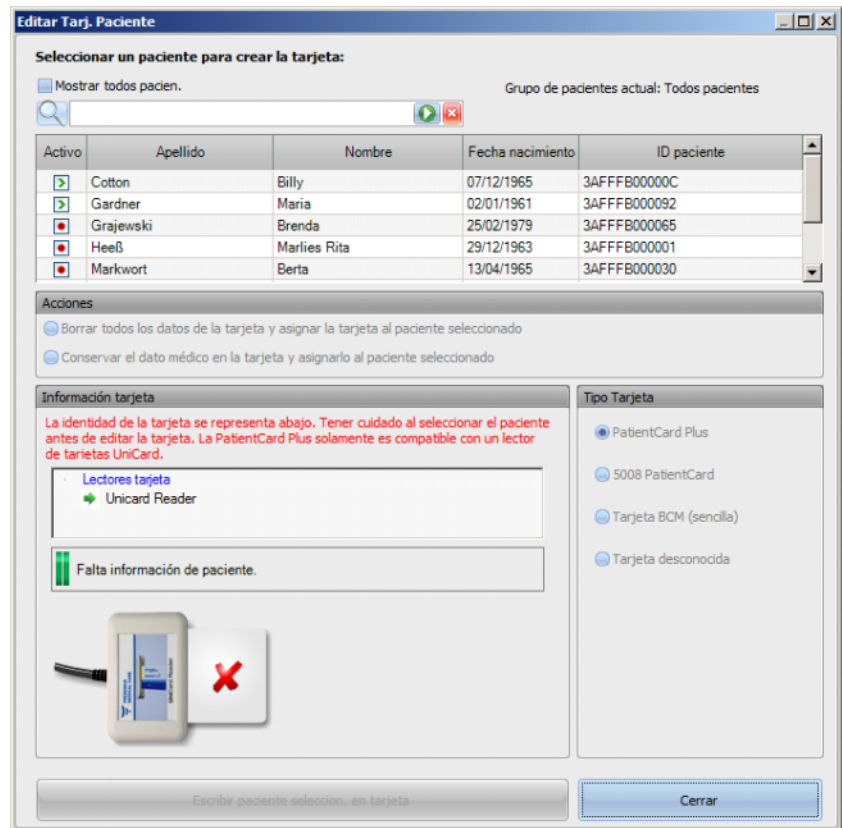 Editar Tarj. Paciente
Seleccionar un paciente para crear la tarjeta:
Mostrar todos pacien.
Grupo de pacientes actual: Todos pacientes
Activo Apellido Nombre Fecha nacimiento ID paciente
Cotton Billy 07/12/1965 3AFFFB00000C
Gardner Maria 02/01/1961 3AFFFB000092
Grajewski Brenda 25/02/1979 3AFFFB000065
Heeß Marlies Rita 29/12/1963 3AFFFB000001
Markwort Berta 13/04/1965 3AFFFB000030
Acciones
Borrar todos los datos de la tarjeta y asignar la tarjeta al paciente seleccionado
Conservar el dato médico en la tarjeta y asignarlo al paciente seleccionado
Información tarjeta
La identidad de la tarjeta se representa abajo. Tener cuidado al seleccionar el paciente
antes de editar la tarjeta. La PatientCard Plus solamente es compatible con un lector
de tarjetas UniCard.
Lectores tarjeta
Unicard Reader
Falta información de paciente.
UniCard Reader
Tipo Tarjeta
PatientCard Plus
5008 PatientCard
Tarjeta BCM (sencilla)
Tarjeta desconocida
Escribir paciente seleccion. en tarjeta
Cerrar